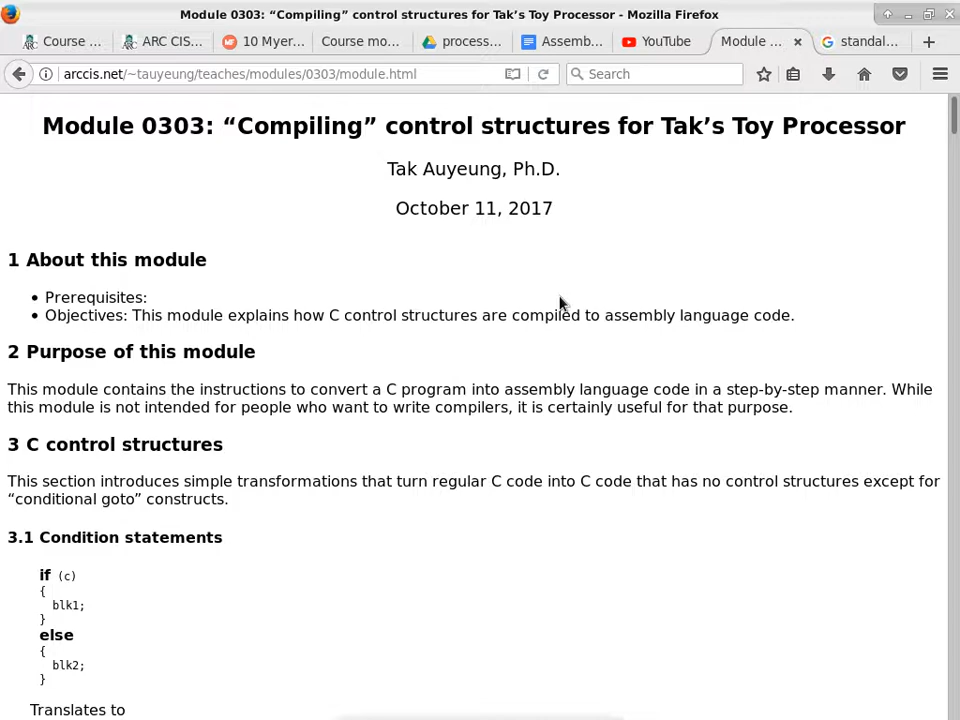 Module 0303: “Compiling” control structures for Tak’s Toy Processor - Mozilla Firefox
Course ...
ARC CIS...
10 Myer...
Course mo...
process...
Assemb...
YouTube
Module ...
standal...
arccis.net/~tauyeung/teaches/modules/0303/module.html
Search
Module 0303: “Compiling” control structures for Tak’s Toy Processor
Tak Auyeung, Ph.D.
October 11, 2017
1 About this module
• Prerequisites:
• Objectives: This module explains how C control structures are compiled to assembly language code.
2 Purpose of this module
This module contains the instructions to convert a C program into assembly language code in a step-by-step manner. While
this module is not intended for people who want to write compilers, it is certainly useful for that purpose.
3 C control structures
This section introduces simple transformations that turn regular C code into C code that has no control structures except for
“conditional goto” constructs.
3.1 Condition statements
if (c)
{
blk1;
}
else
{
blk2;
}
Translates to